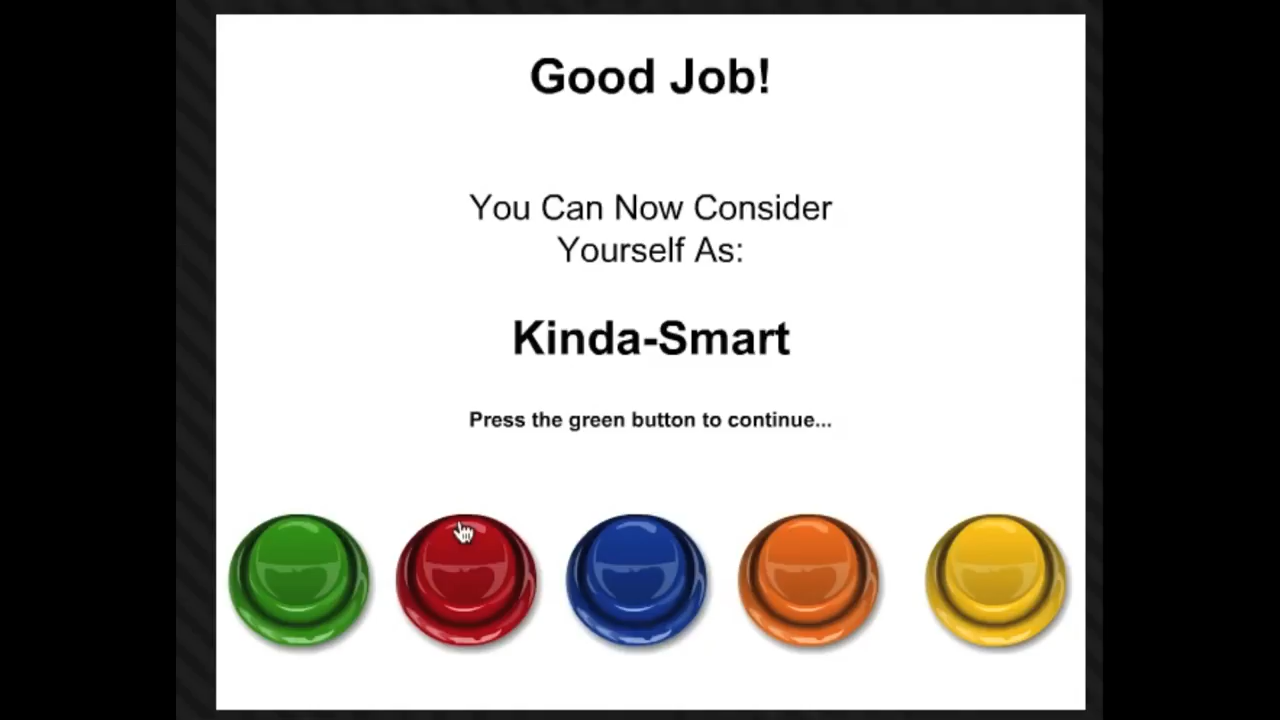 Good Job!
You Can Now Consider
Yourself As:
Kinda-Smart
Press the green button to continue...